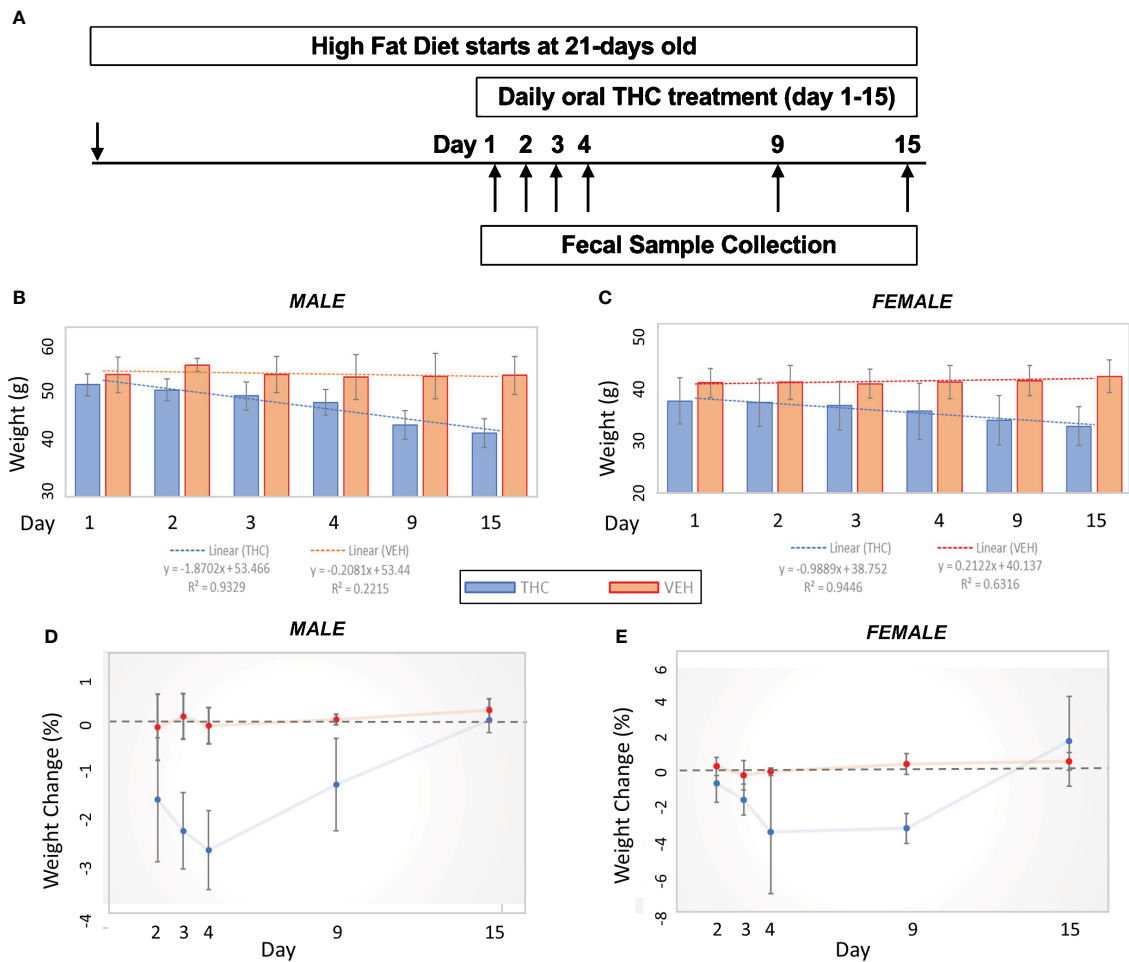 A
High Fat Diet starts at 21-days old
Daily oral THC treatment (day 1-15)
Day 1 2 3 4 9 15
Fecal Sample Collection
B
MALE
Weight (g)
60
50
40
30
Day 1 2 3 4 9 15
Linear (THC) Linear (VEH)
y = -1.8702x + 53.466 y = -0.2081x + 53.44
R² = 0.9329 R² = 0.2215
C
FEMALE
Weight (g)
50
40
30
20
Day 1 2 3 4 9 15
Linear (THC) Linear (VEH)
y = -0.9889x + 38.752 y = 0.2122x + 40.137
R² = 0.9446 R² = 0.6316
THC VEH
D
MALE
Weight Change (%)
1
0
-1
-2
-3
-4
2 3 4 9 15
Day
E
FEMALE
Weight Change (%)
6
4
2
0
-2
-4
-6
-8
2 3 4 9 15
Day